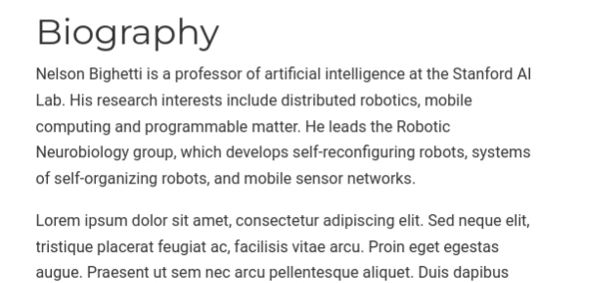 Biography
Nelson Bighetti is a professor of artificial intelligence at the Stanford AI
Lab. His research interests include distributed robotics, mobile
computing and programmable matter. He leads the Robotic
Neurobiology group, which develops self-reconfiguring robots, systems
of self-organizing robots, and mobile sensor networks.
Lorem ipsum dolor sit amet, consectetur adipiscing elit. Sed neque elit,
tristique placerat feugiat ac, facilisis vitae arcu. Proin eget egestas
augue. Praesent ut sem nec arcu pellentesque aliquet. Duis dapibus